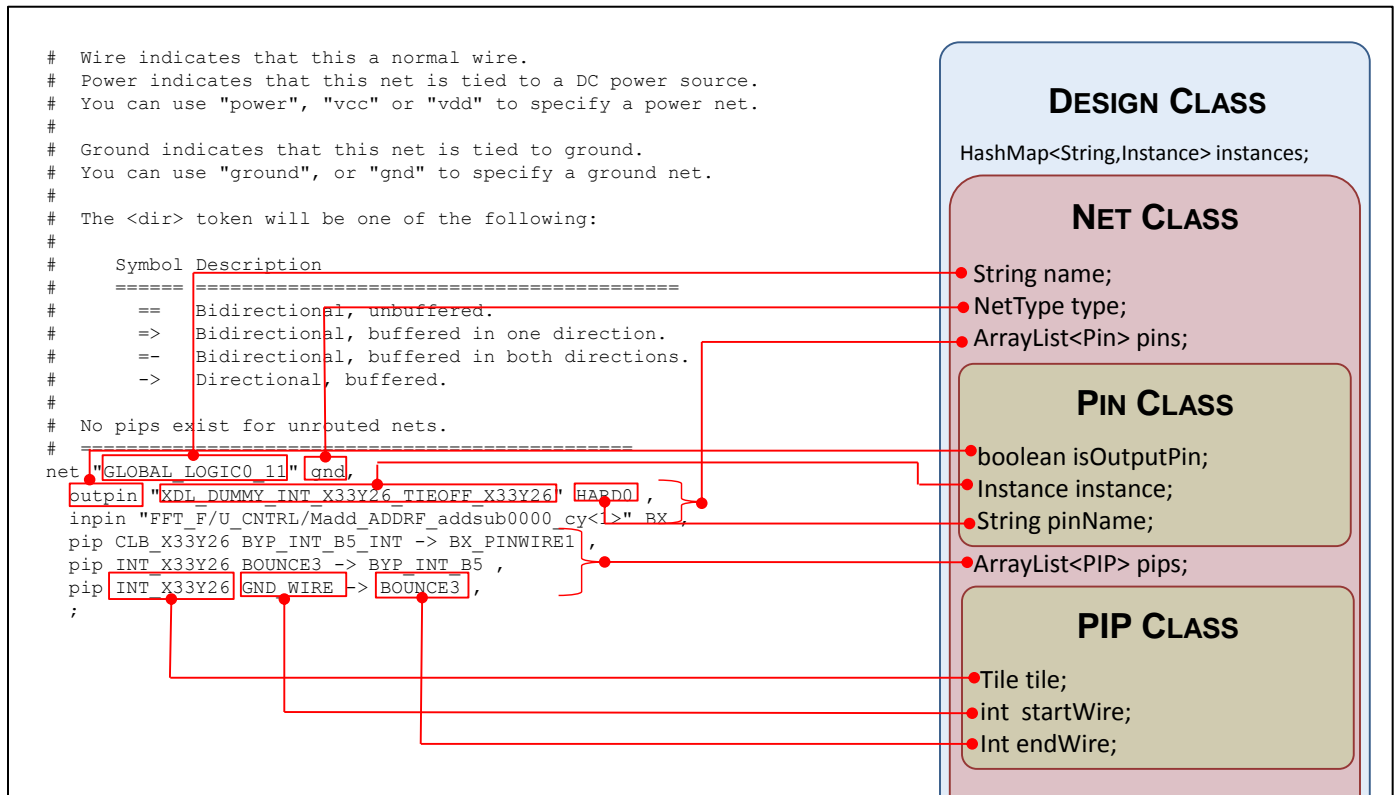 #  Wire indicates that this a normal wire.
#  Power indicates that this net is tied to a DC power source.
#  You can use "power", "vcc" or "vdd" to specify a power net.
#
#  Ground indicates that this net is tied to ground.
#  You can use "ground", or "gnd" to specify a ground net.
#
#  The <dir> token will be one of the following:
#
#     Symbol Description
#     ====== ==========================================
#       ==   Bidirectional, unbuffered.
#       =>   Bidirectional, buffered in one direction.
#       =-   Bidirectional, buffered in both directions.
#       ->   Directional, buffered.
#
#  No pips exist for unrouted nets.
#  ================================================
net "GLOBAL_LOGIC0_11" gnd,
  outpin "XDL_DUMMY_INT_X33Y26_TIEOFF_X33Y26" HARD0 ,
  inpin "FFT_F/U_CNTRL/Madd_ADDRF_addsub0000_cy<1>" BX ,
  pip CLB_X33Y26 BYP_INT_B5_INT -> BX_PINWIRE1 ,
  pip INT_X33Y26 BOUNCE3 -> BYP_INT_B5 ,
  pip INT_X33Y26 GND_WIRE -> BOUNCE3 ,
  ;
DESIGN CLASS
HashMap<String,Instance> instances;
NET CLASS
String name;
NetType type;
ArrayList<Pin> pins;
PIN CLASS
boolean isOutputPin;
Instance instance;
String pinName;
ArrayList<PIP> pips;
PIP CLASS
Tile tile;
int startWire;
Int endWire;